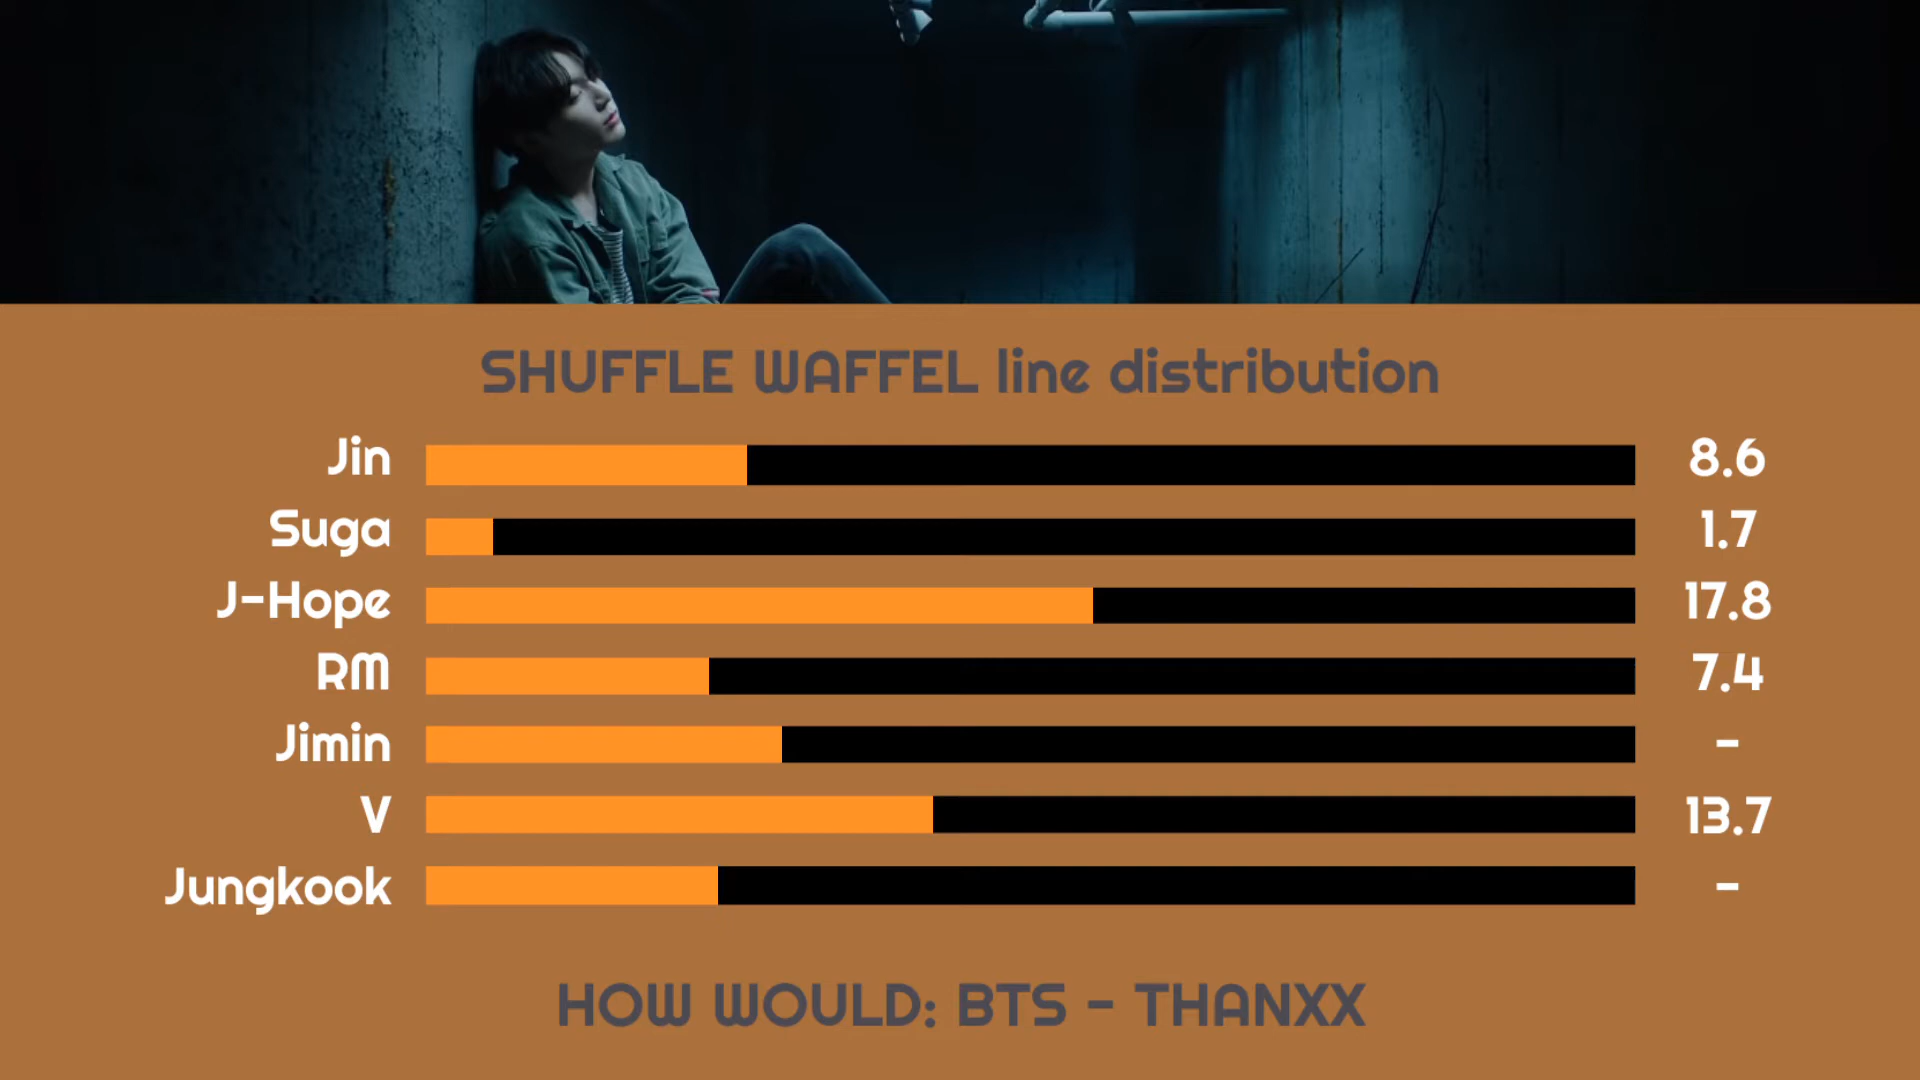 SHUFFLE WAFFEL line distribution
Jin 8.6
Suga 1.7
J-Hope 17.8
RM 7.4
Jimin -
V 13.7
Jungkook -
HOW WOULD: BTS - THANXX